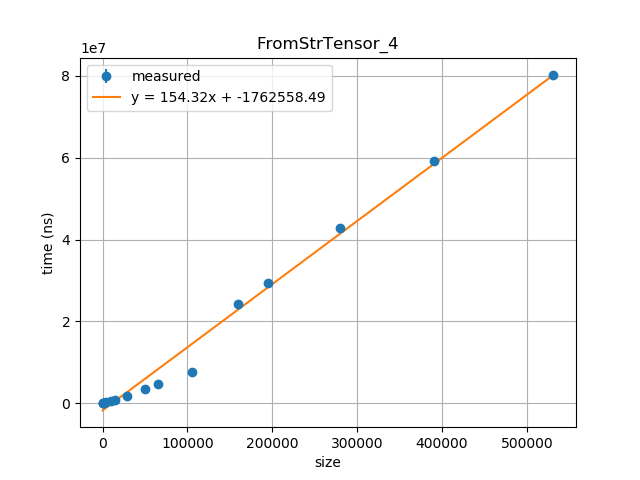 FromStrTensor_4
1e7
measured
y = 154.32x + -1762558.49
8
6
4
2
0
time (ns)
0 100000 200000 300000 400000 500000
size